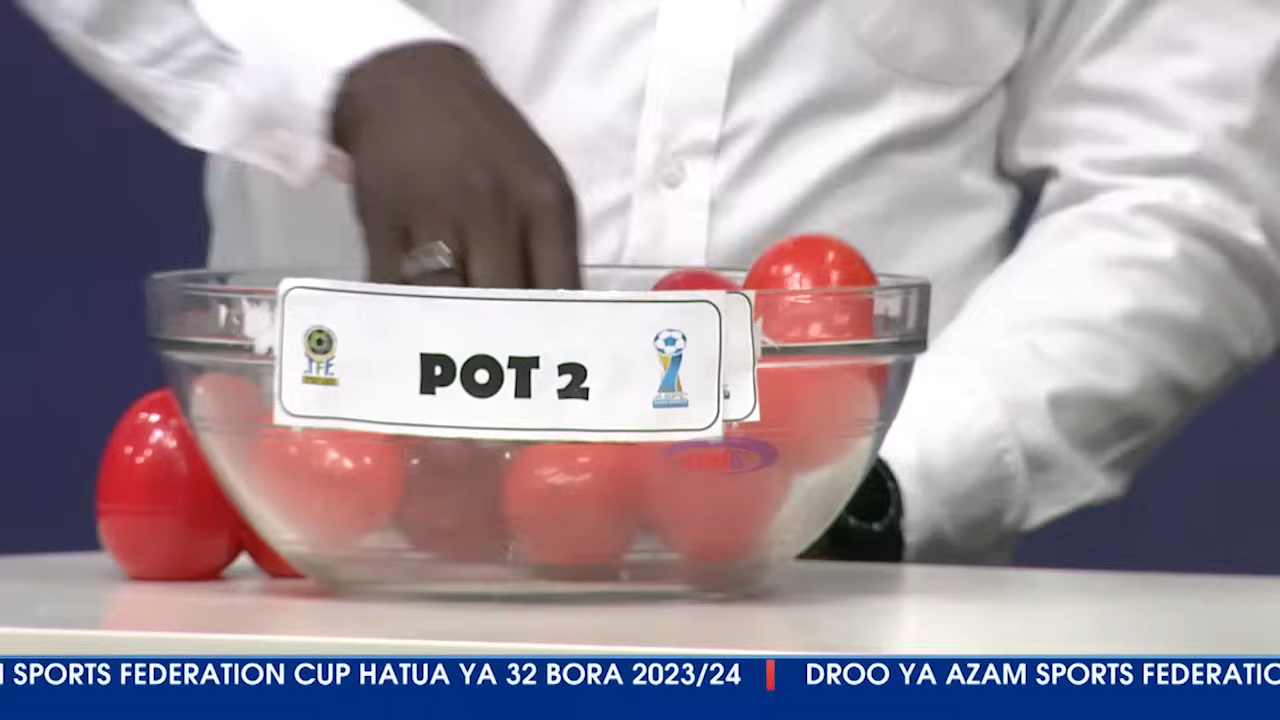 POT 2
TFF
SPORTS FEDERATION CUP HATUA YA 32 BORA 2023/24 | DROO YA AZAM SPORTS FEDERATIO